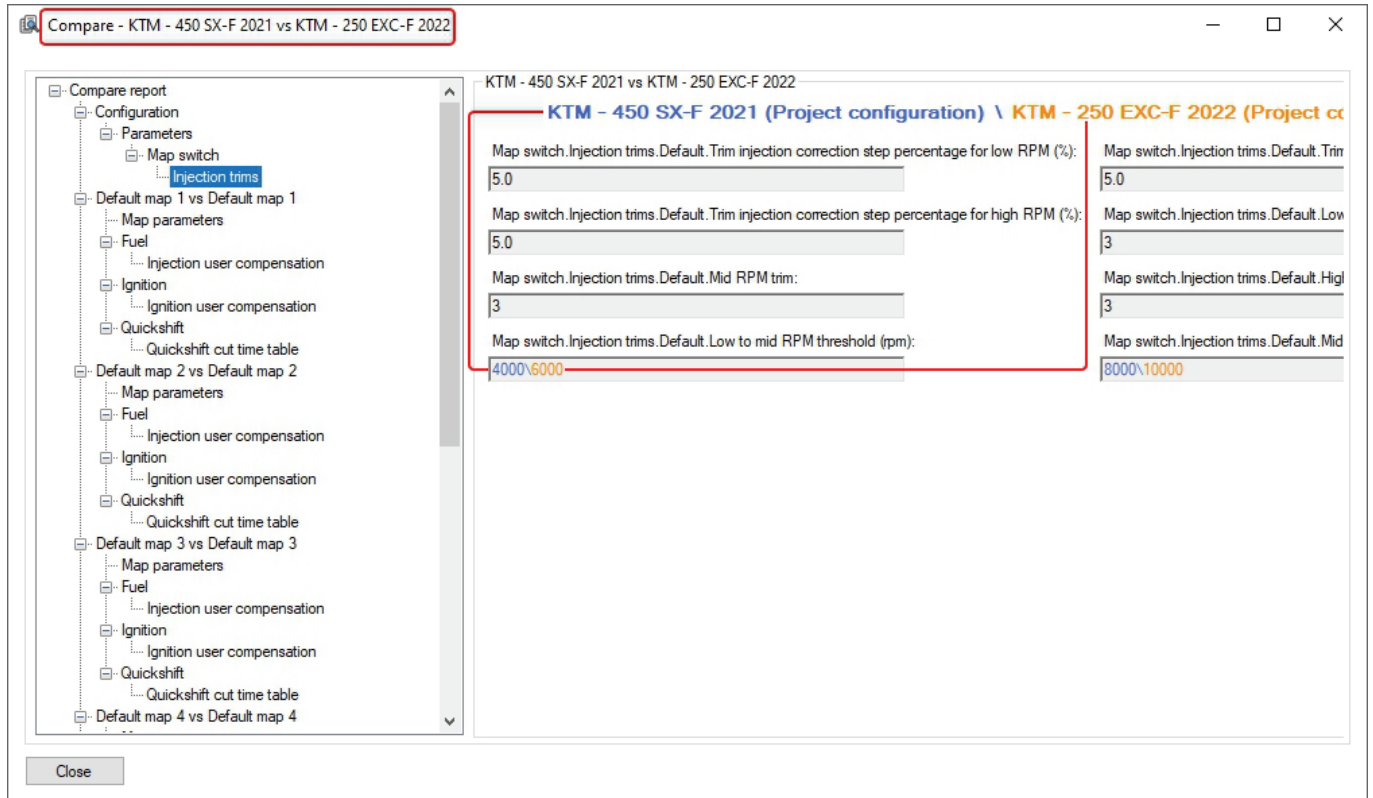 Compare - KTM - 450 SX-F 2021 vs KTM - 250 EXC-F 2022
Compare report
Configuration
Parameters
Map switch
Injection trims
Default map 1 vs Default map 1
Map parameters
Fuel
Injection user compensation
Ignition
Ignition user compensation
Quickshift
Quickshift cut time table
Default map 2 vs Default map 2
Map parameters
Fuel
Injection user compensation
Ignition
Ignition user compensation
Quickshift
Quickshift cut time table
Default map 3 vs Default map 3
Map parameters
Fuel
Injection user compensation
Ignition
Ignition user compensation
Quickshift
Quickshift cut time table
Default map 4 vs Default map 4
KTM - 450 SX-F 2021 vs KTM - 250 EXC-F 2022
KTM - 450 SX-F 2021 (Project configuration) \ KTM - 250 EXC-F 2022 (Project co
Map switch.Injection trims.Default.Trim injection correction step percentage for low RPM (%): Map switch.Injection trims.Default.Trim
5.0 5.0
Map switch.Injection trims.Default.Trim injection correction step percentage for high RPM (%): Map switch.Injection trims.Default.Low
5.0 3
Map switch.Injection trims.Default.Mid RPM trim: Map switch.Injection trims.Default.High
3 3
Map switch.Injection trims.Default.Low to mid RPM threshold (rpm): Map switch.Injection trims.Default.Mid
4000\6000 8000\10000
Close